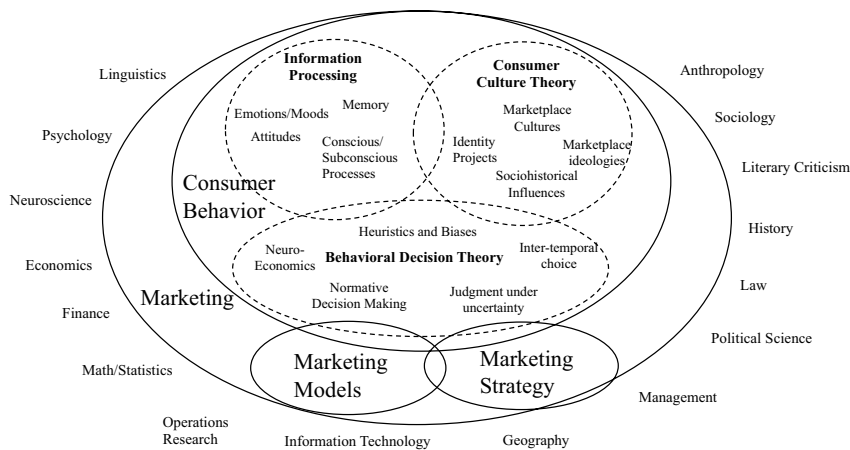 Linguistics
Psychology
Neuroscience
Economics
Finance
Math/Statistics
Operations
Research
Information Technology
Geography
Management
Political Science
Law
History
Literary Criticism
Sociology
Anthropology
Information
Processing
Emotions/Moods
Memory
Attitudes
Conscious/
Subconscious
Processes
Consumer
Culture Theory
Marketplace
Cultures
Identity
Projects
Marketplace
ideologies
Sociohistorical
Influences
Consumer
Behavior
Heuristics and Biases
Neuro-
Economics
Behavioral Decision Theory
Inter-temporal
choice
Normative
Decision Making
Judgment under
uncertainty
Marketing
Marketing
Models
Marketing
Strategy